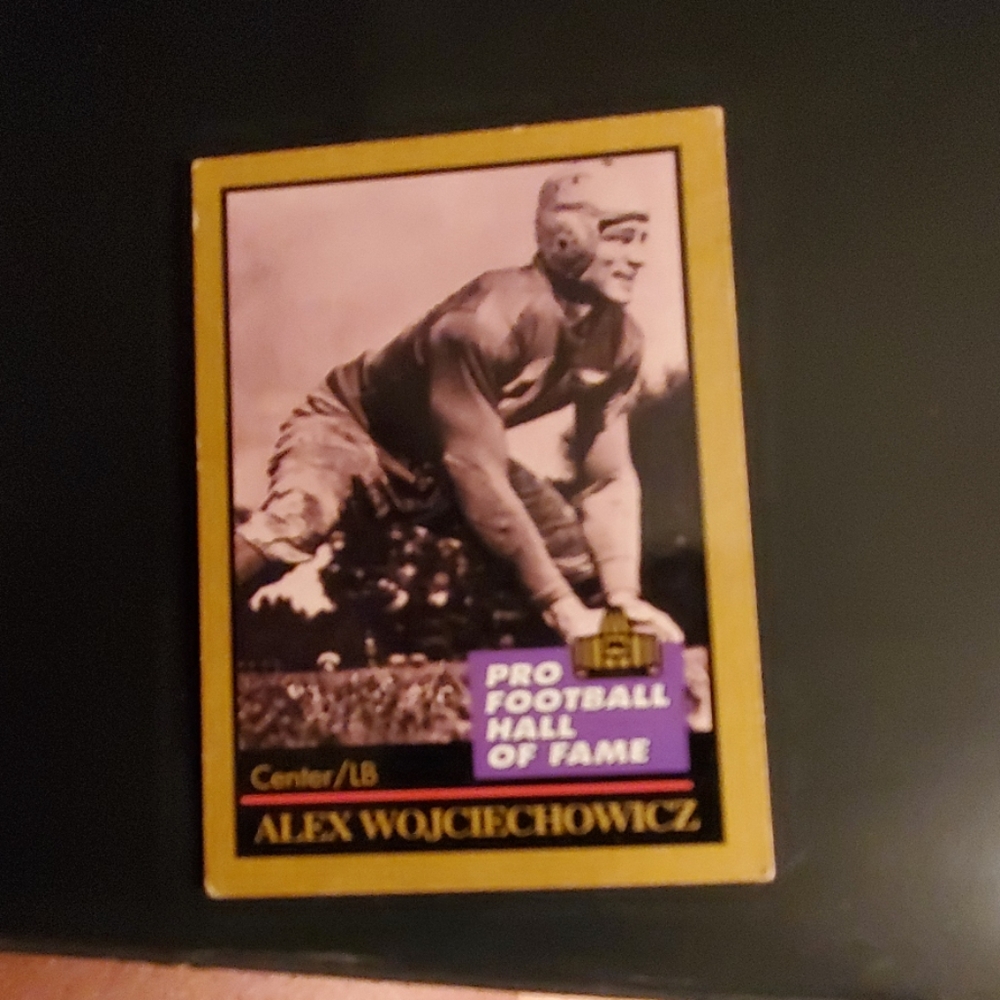 PRO
FOOTBALL
HALL
OF FAME
Center/LB
ALEX WOJCIECHOWICZ